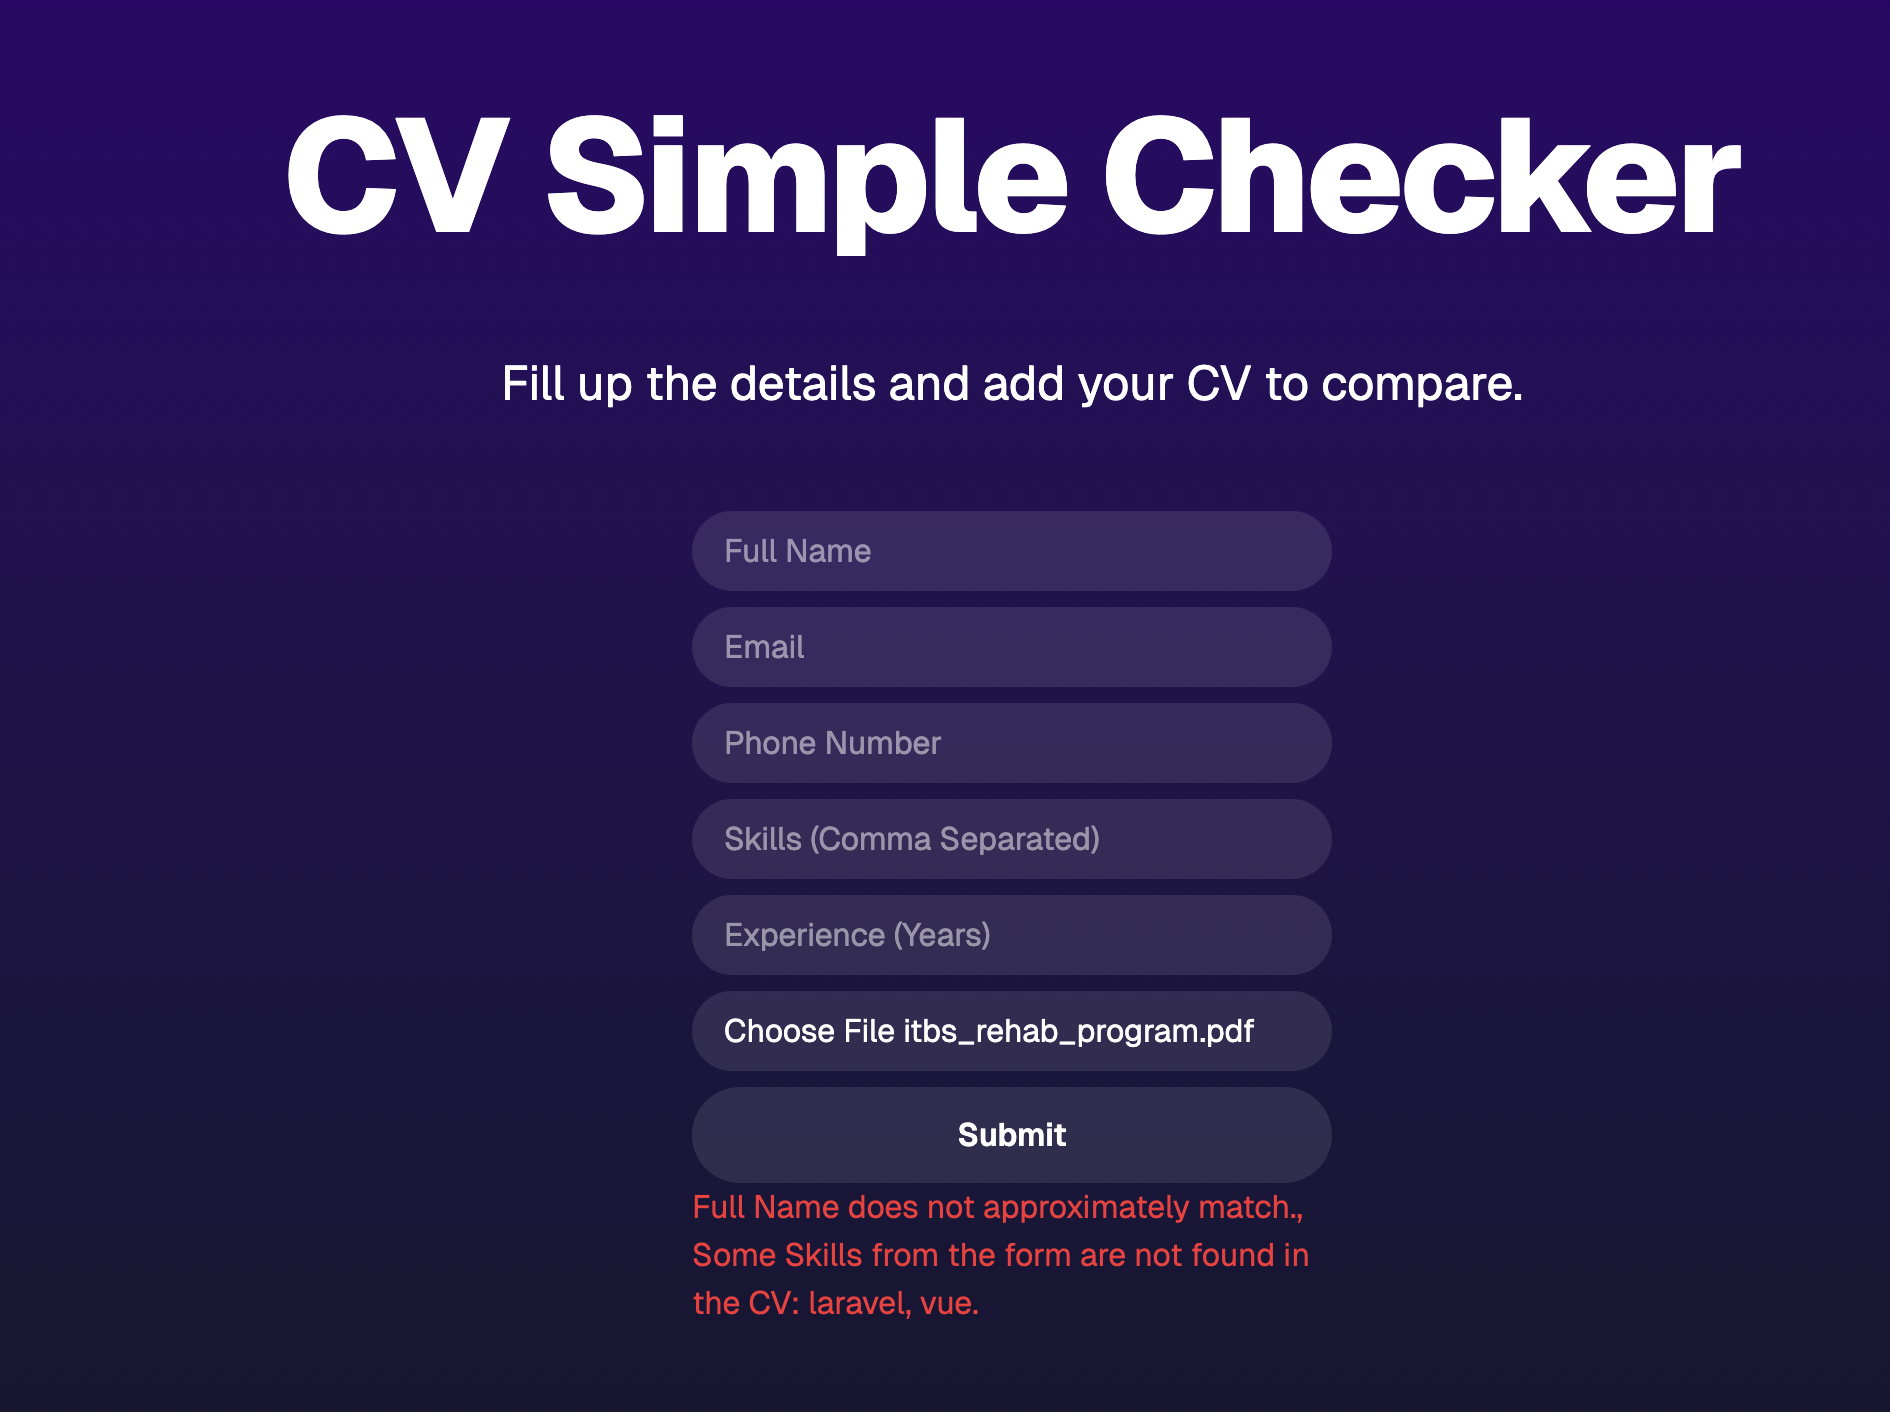 CV Simple Checker
Fill up the details and add your CV to compare.
Full Name
Email
Phone Number
Skills (Comma Separated)
Experience (Years)
Choose File itbs_rehab_program.pdf
Submit
Full Name does not approximately match.,
Some Skills from the form are not found in
the CV: laravel, vue.